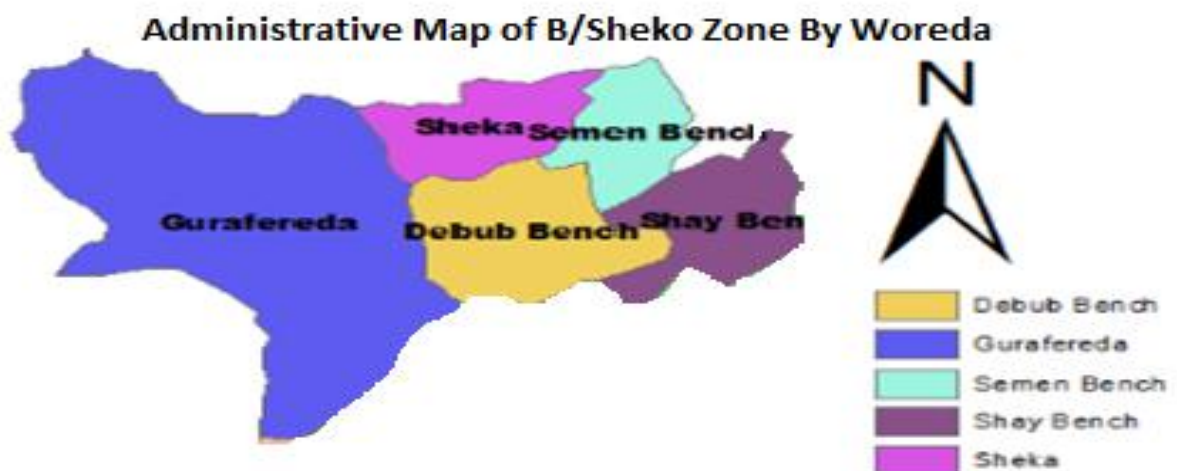 Administrative Map of B/Sheko Zone By Woreda
N
Sheka
Semen Bencl,
Gurafereda
Debub Bench
Shay Ben
Debub Bench
Gurafereda
Semen Bench
Shay Bench
Sheka